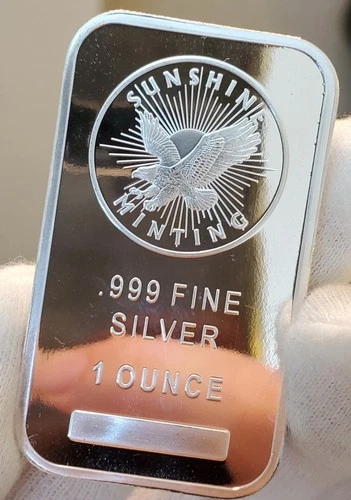 SUNSHINE
MINTING
.999 FINE
SILVER
1 OUNCE